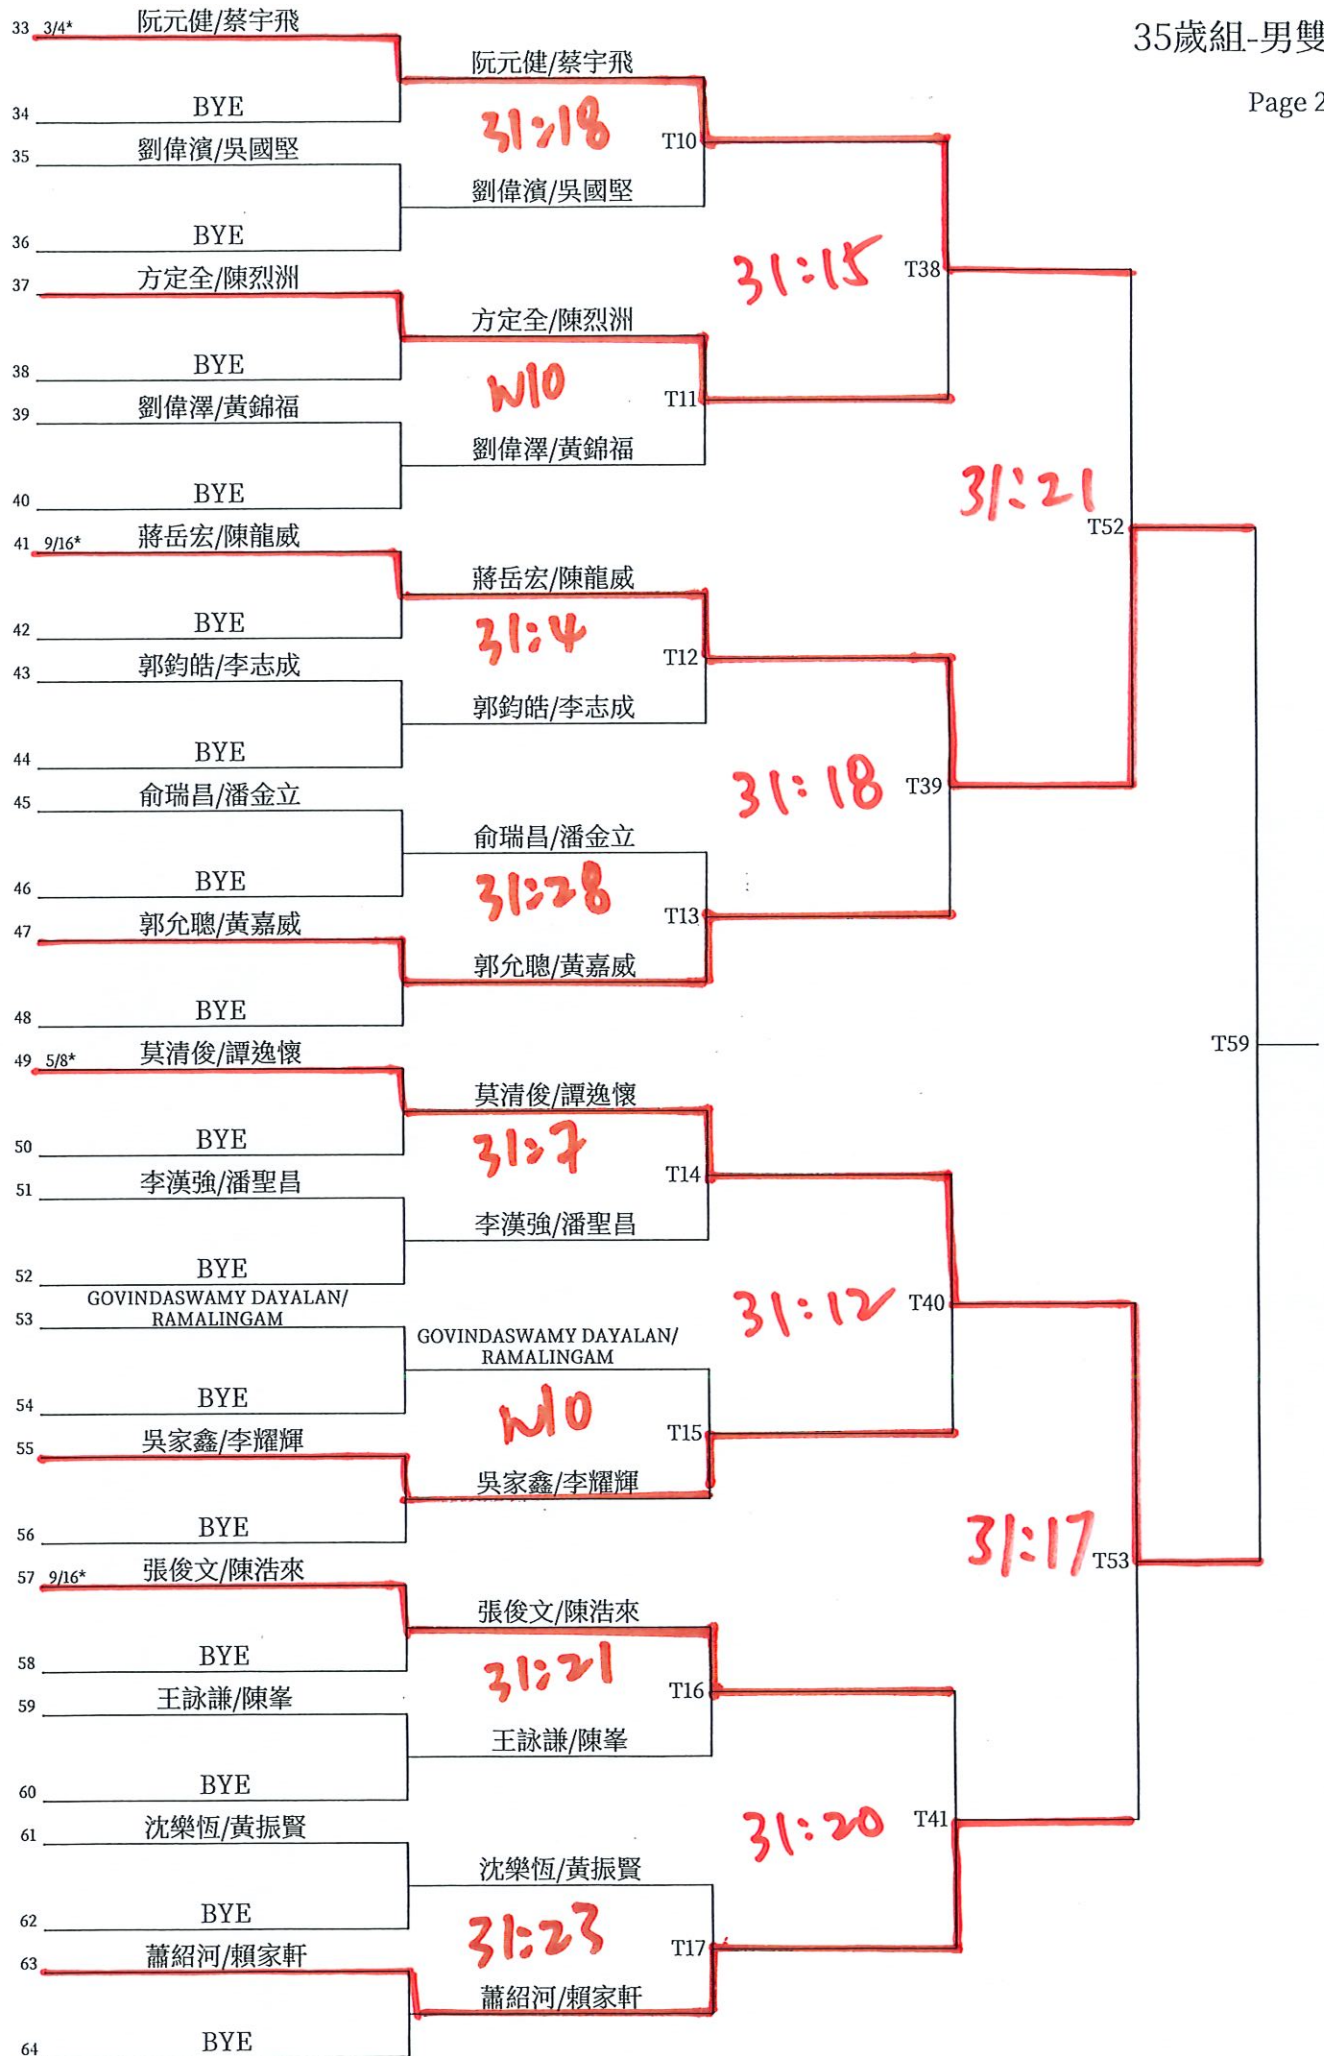 35歲組-男雙
Page 2
33 3/4* 阮元健/蔡宇飛
阮元健/蔡宇飛
34 BYE
31:18
T10
35 劉偉濱/吳國堅
劉偉濱/吳國堅
36 BYE
31:15
T38
37 方定全/陳烈洲
方定全/陳烈洲
38 BYE
W10
T11
39 劉偉澤/黃錦福
劉偉澤/黃錦福
40 BYE
31:21
T52
41 9/16* 蔣岳宏/陳龍威
蔣岳宏/陳龍威
42 BYE
31:4
T12
43 郭鈞皓/李志成
郭鈞皓/李志成
44 BYE
31:18
T39
45 俞瑞昌/潘金立
俞瑞昌/潘金立
46 BYE
31:28
T13
47 郭允聰/黃嘉威
郭允聰/黃嘉威
48 BYE
T59
49 5/8* 莫清俊/譚逸懷
莫清俊/譚逸懷
50 BYE
31:7
T14
51 李漢強/潘聖昌
李漢強/潘聖昌
52 BYE
31:12
T40
53 GOVINDASWAMY DAYALAN/
RAMALINGAM
GOVINDASWAMY DAYALAN/
RAMALINGAM
54 BYE
W10
T15
55 吳家鑫/李耀輝
吳家鑫/李耀輝
56 BYE
31:17
T53
57 9/16* 張俊文/陳浩來
張俊文/陳浩來
58 BYE
31:21
T16
59 王詠謙/陳峯
王詠謙/陳峯
60 BYE
31:20
T41
61 沈樂恆/黃振賢
沈樂恆/黃振賢
62 BYE
31:23
T17
63 蕭紹河/賴家軒
蕭紹河/賴家軒
64 BYE